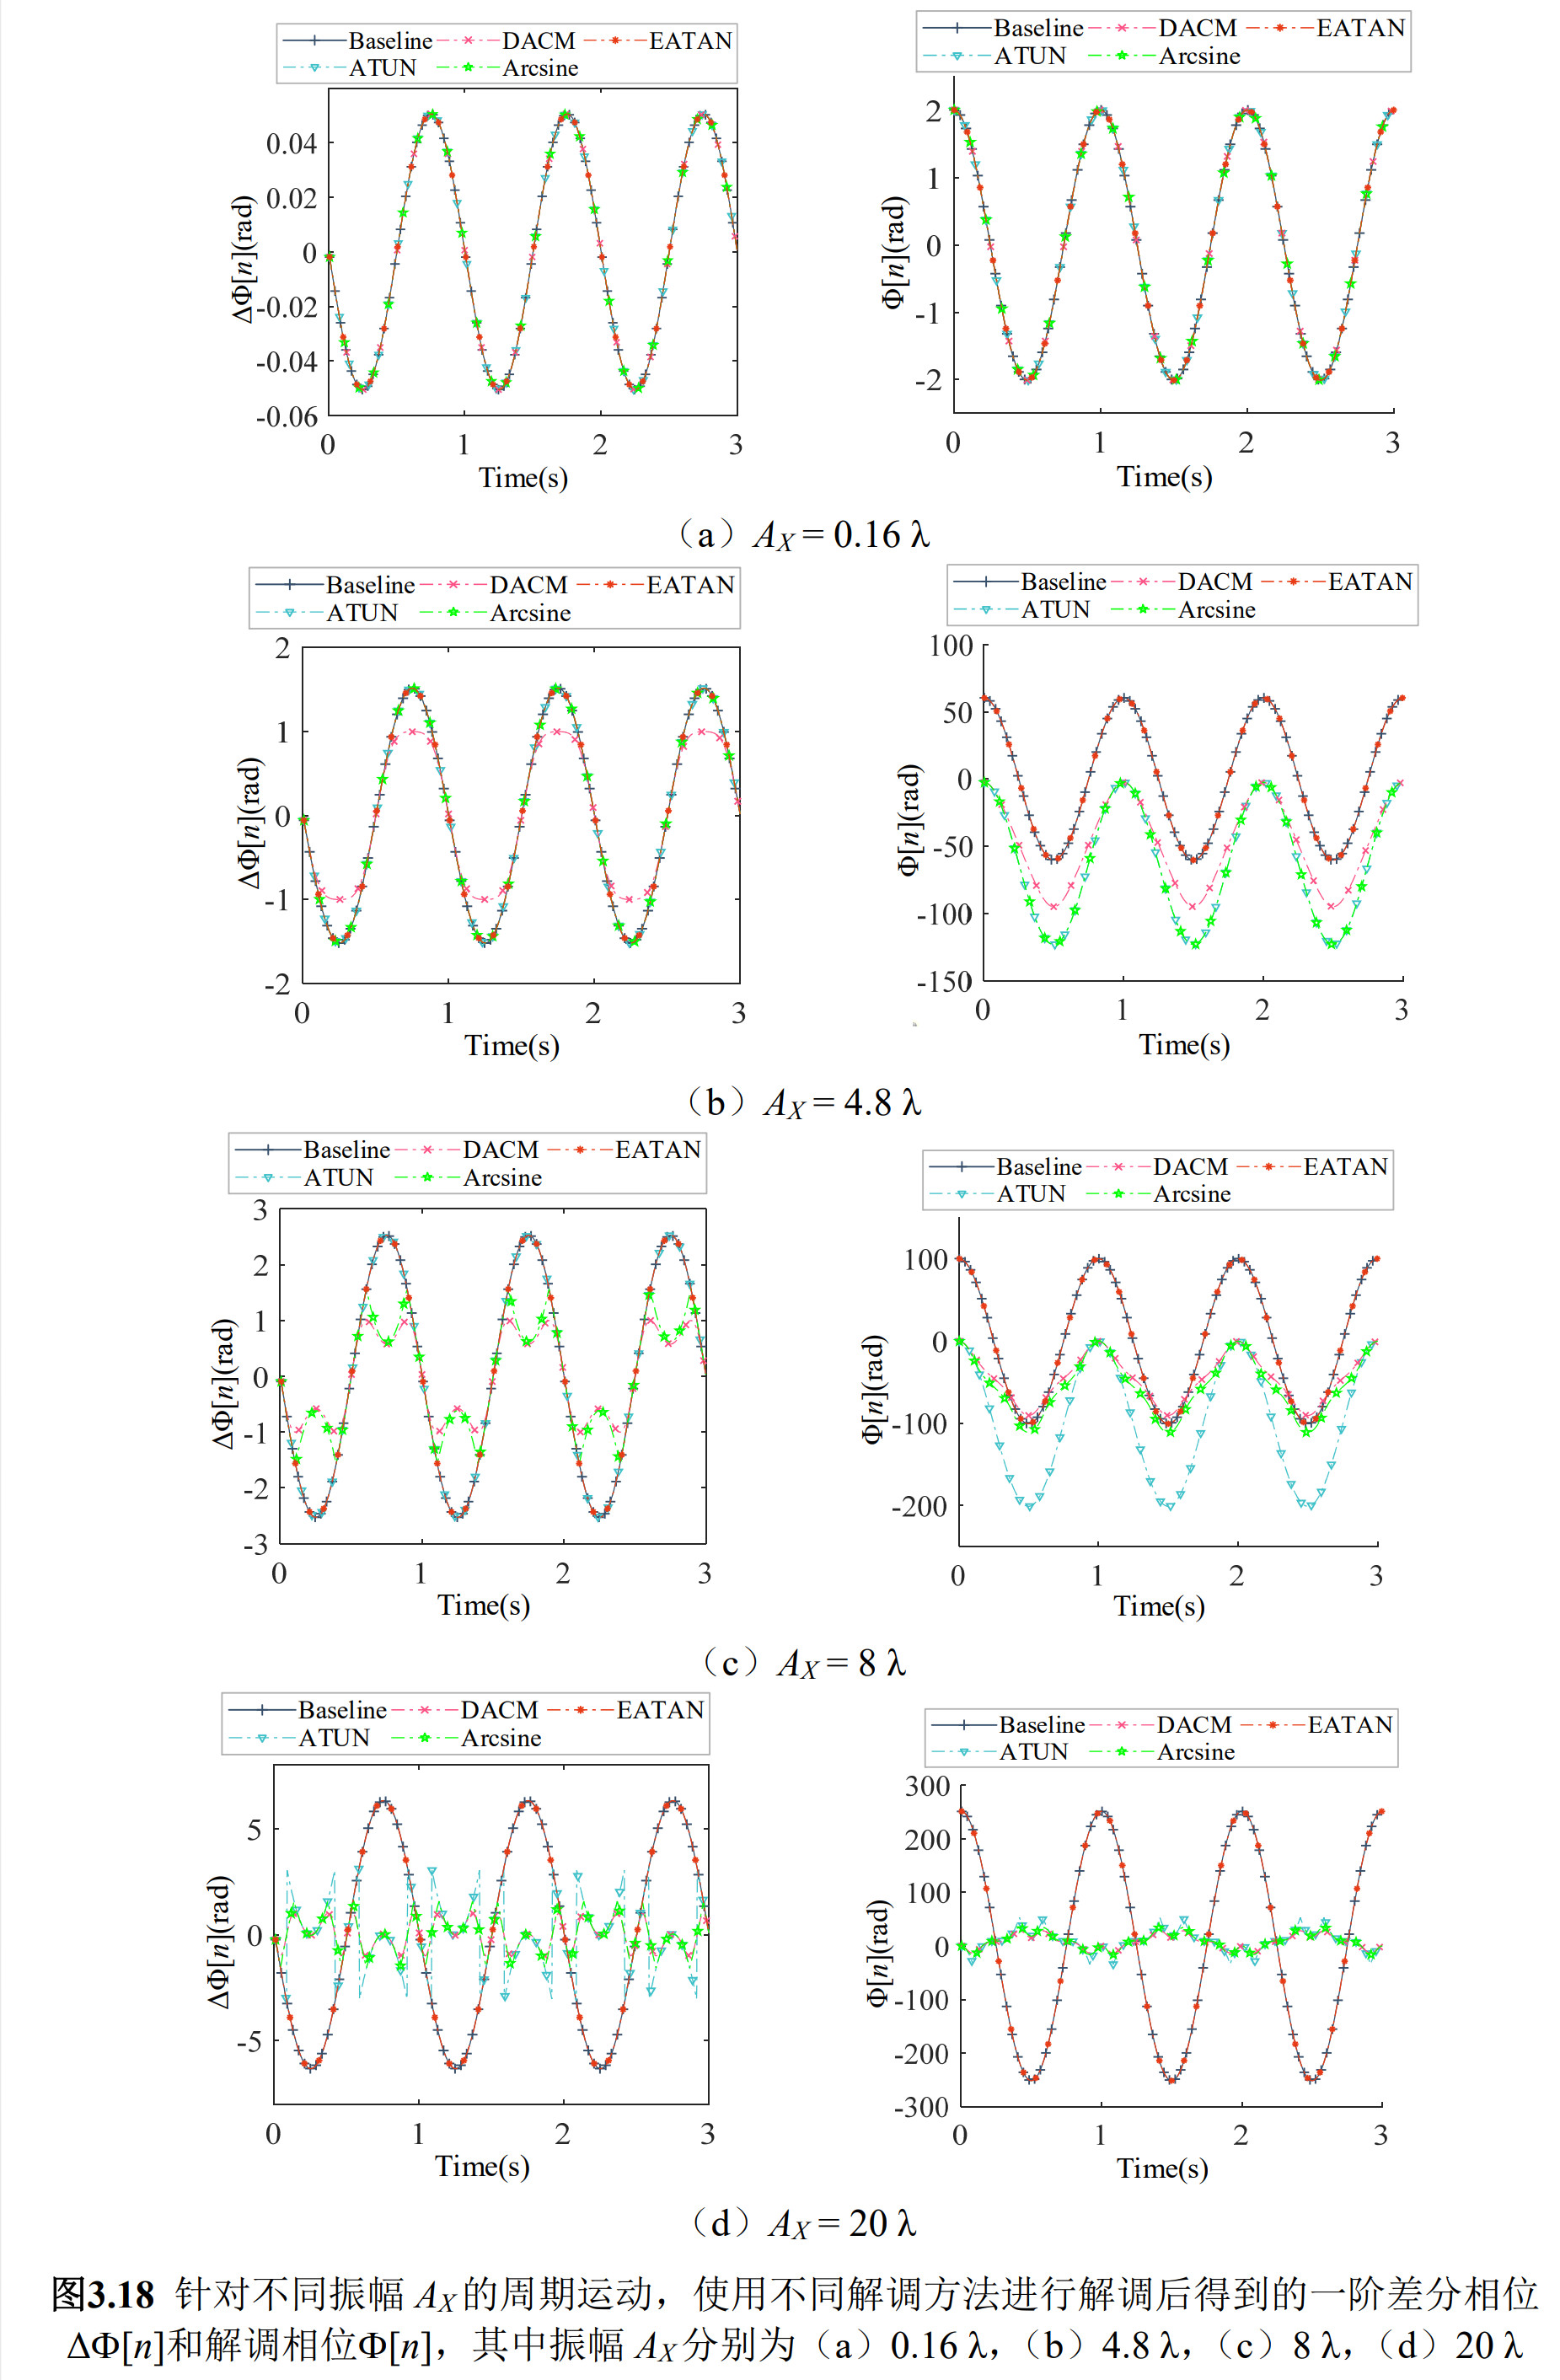 Baseline DACM EATAN
ATUN Arcsine
0.04
0.02
0
-0.02
-0.04
-0.06
ΔΦ[n](rad)
0 1 2 3
Time(s)
Baseline DACM EATAN
ATUN Arcsine
2
1
0
-1
-2
Φ[n](rad)
0 1 2 3
Time(s)
（a）AX = 0.16 λ
Baseline DACM EATAN
ATUN Arcsine
2
1
0
-1
-2
ΔΦ[n](rad)
0 1 2 3
Time(s)
Baseline DACM EATAN
ATUN Arcsine
100
50
0
-50
-100
-150
Φ[n](rad)
0 1 2 3
Time(s)
（b）AX = 4.8 λ
Baseline DACM EATAN
ATUN Arcsine
3
2
1
0
-1
-2
-3
ΔΦ[n](rad)
0 1 2 3
Time(s)
Baseline DACM EATAN
ATUN Arcsine
100
0
-100
-200
Φ[n](rad)
0 1 2 3
Time(s)
（c）AX = 8 λ
Baseline DACM EATAN
ATUN Arcsine
5
0
-5
ΔΦ[n](rad)
0 1 2 3
Time(s)
Baseline DACM EATAN
ATUN Arcsine
300
200
100
0
-100
-200
-300
Φ[n](rad)
0 1 2 3
Time(s)
（d）AX = 20 λ
图3.18 针对不同振幅 AX 的周期运动，使用不同解调方法进行解调后得到的一阶差分相位
ΔΦ[n]和解调相位Φ[n]，其中振幅 AX 分别为（a）0.16 λ，（b）4.8 λ，（c）8 λ，（d）20 λ